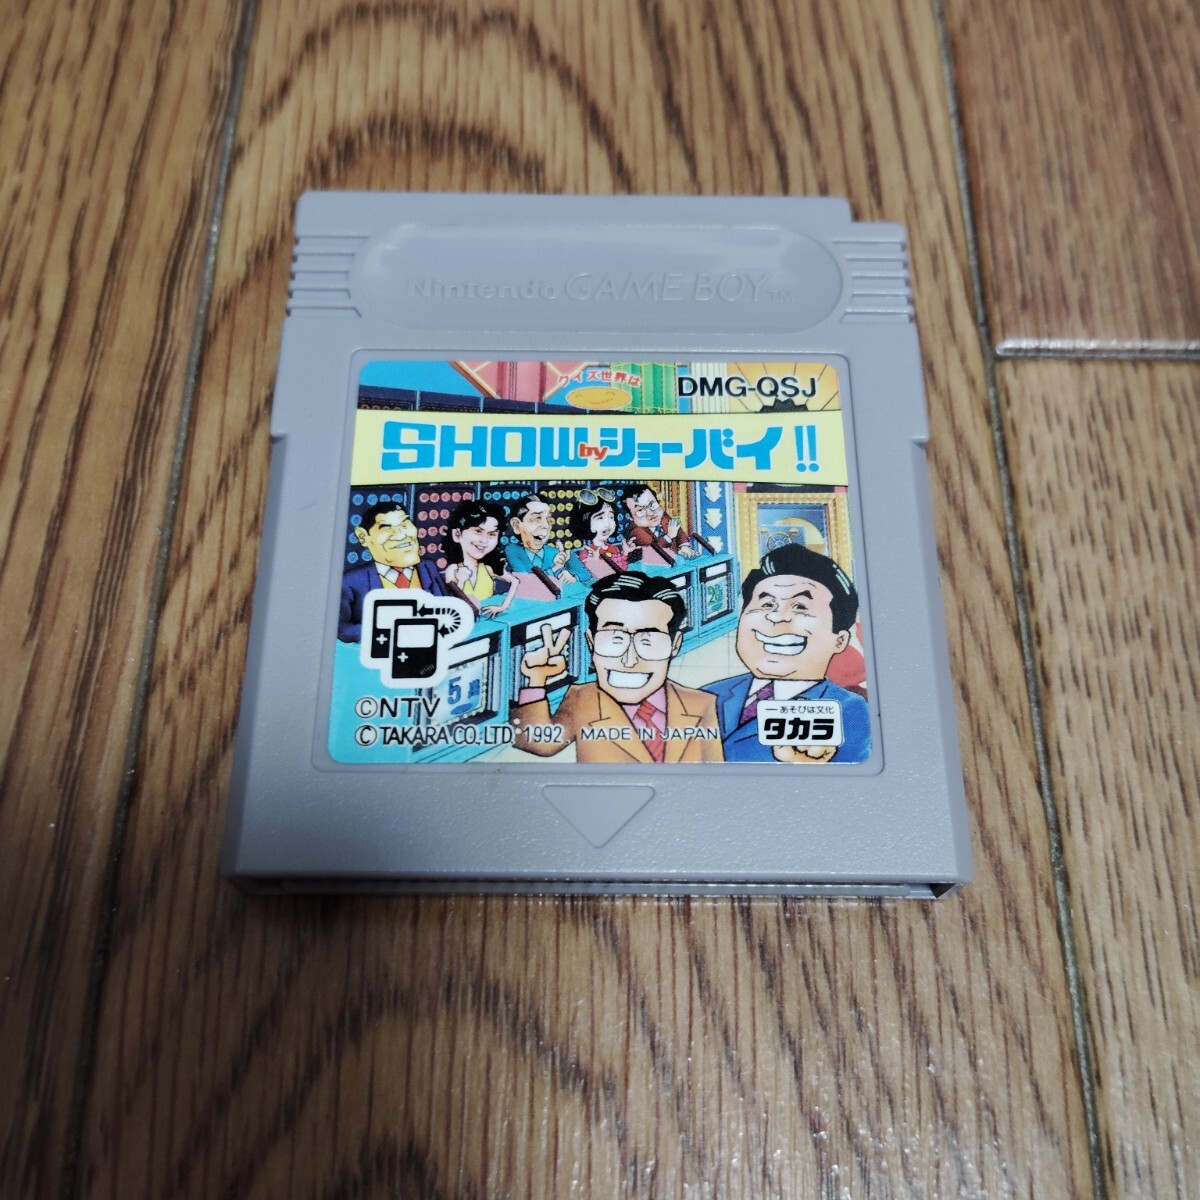 Nintendo GAME BOY TM
クイズ世界は
DMG-QSJ
SHOW by ショーバイ!!
5
©NTV
©TAKARA CO.,LTD. 1992. MADE IN JAPAN
あそびは文化
タカラ